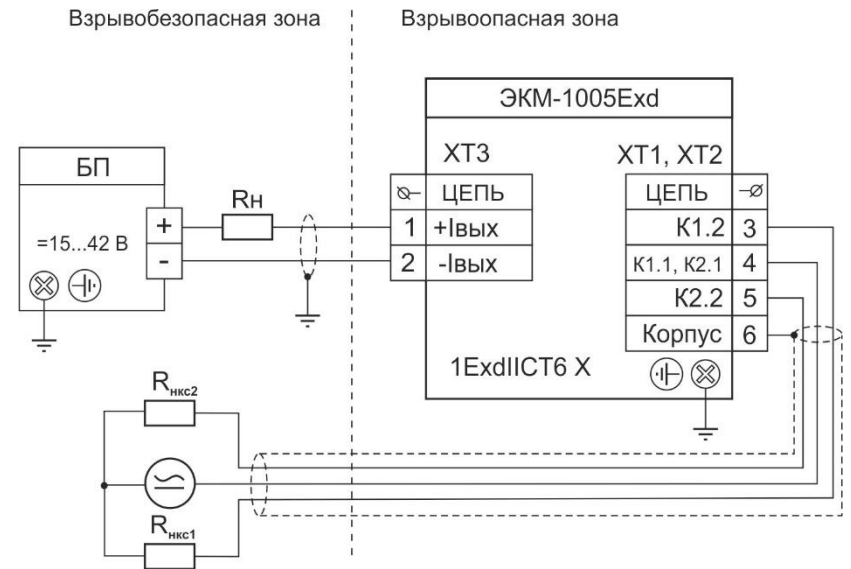 Взрывобезопасная зона
Взрывоопасная зона
ЭКМ-1005Exd
БП
=15...42 В
+
-
Rн
XT3
ЦЕПЬ
1 +Iвых
2 -Iвых
XT1, XT2
ЦЕПЬ
К1.2 3
К1.1, К2.1 4
К2.2 5
Корпус 6
1ExdIICT6 X
Rнкс2
Rнкс1